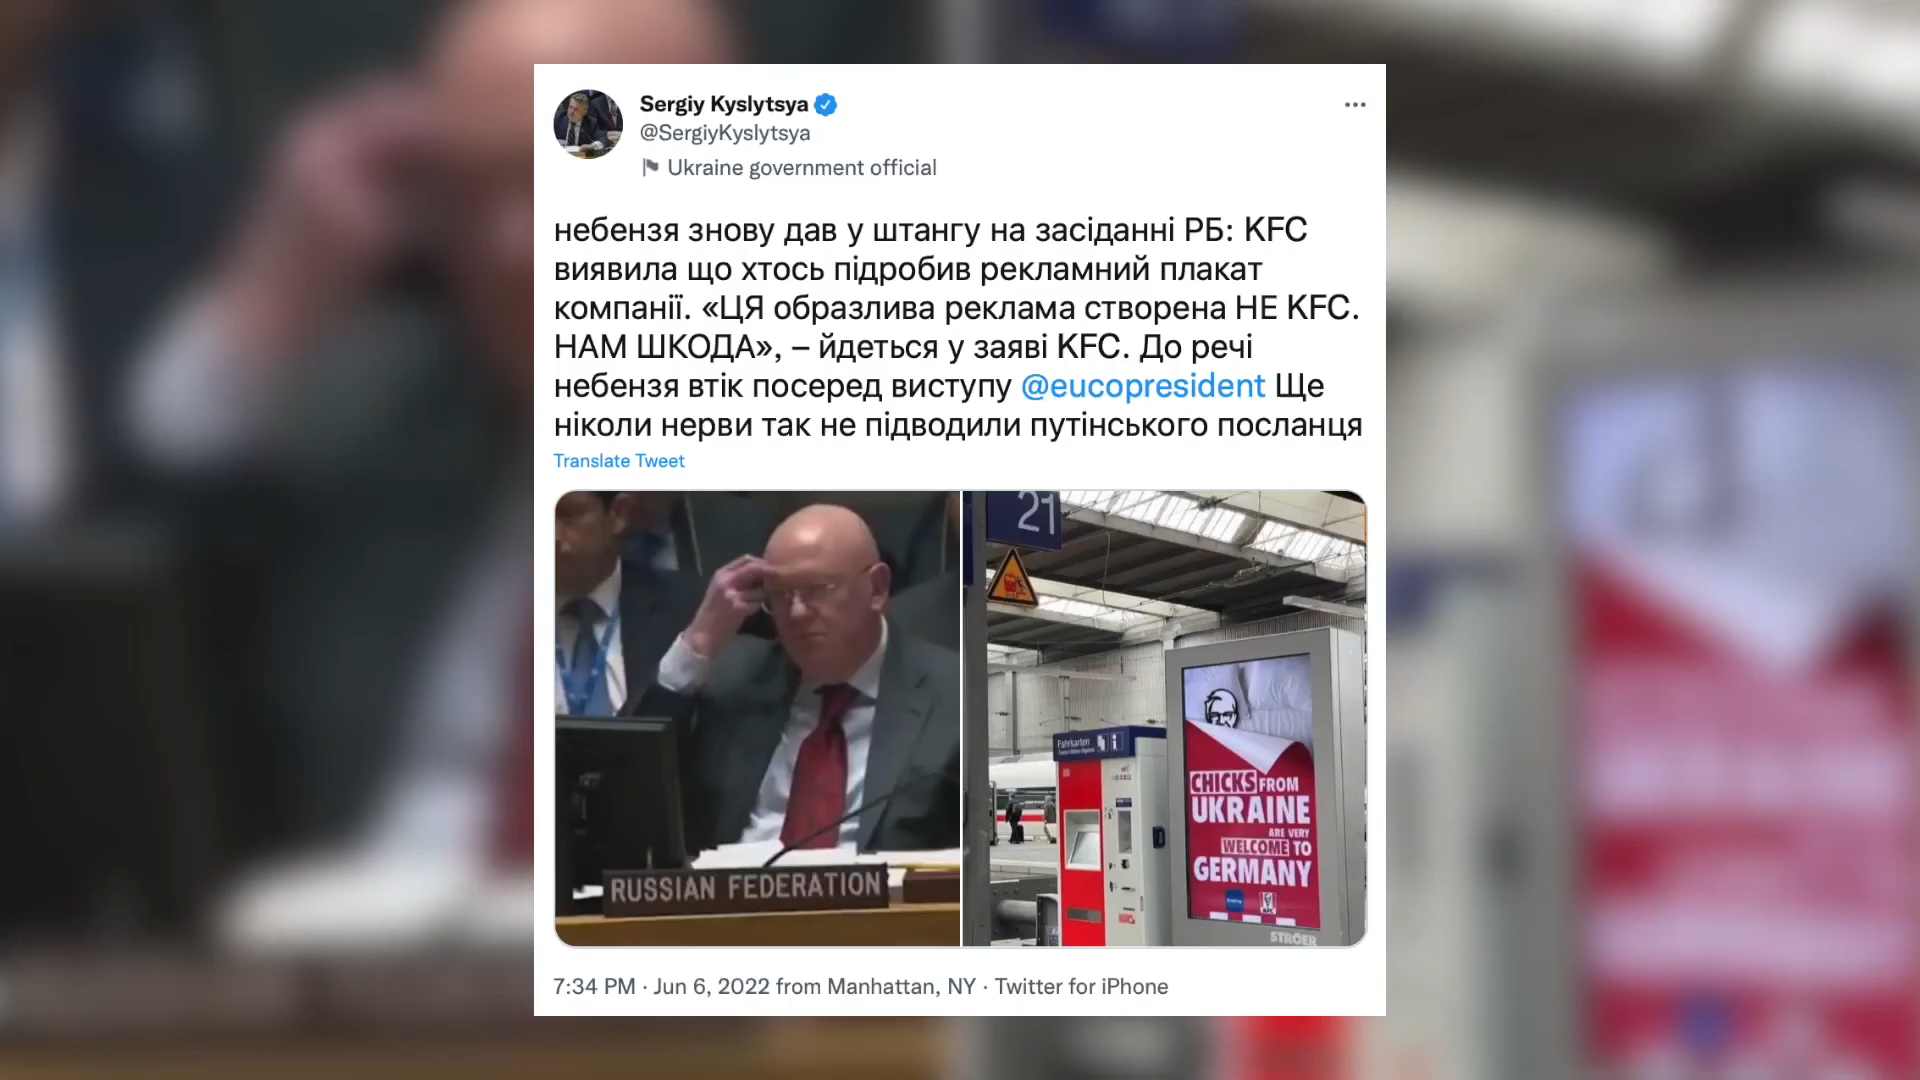 Sergiy Kyslytsya
@SergiyKyslytsya
Ukraine government official
небензя знову дав у штангу на засіданні РБ: KFC
виявила що хтось підробив рекламний плакат
компанії. «ЦЯ образлива реклама створена НЕ KFC.
НАМ ШКОДА», – йдеться у заяві KFC. До речі
небензя втік посеред виступу @eucopresident Ще
ніколи нерви так не підводили путінського посланця
Translate Tweet
RUSSIAN FEDERATION
21
Fahrkarten
CHICKS FROM
UKRAINE
ARE VERY
WELCOME TO
GERMANY
KFC
STRÖER
7:34 PM · Jun 6, 2022 from Manhattan, NY · Twitter for iPhone